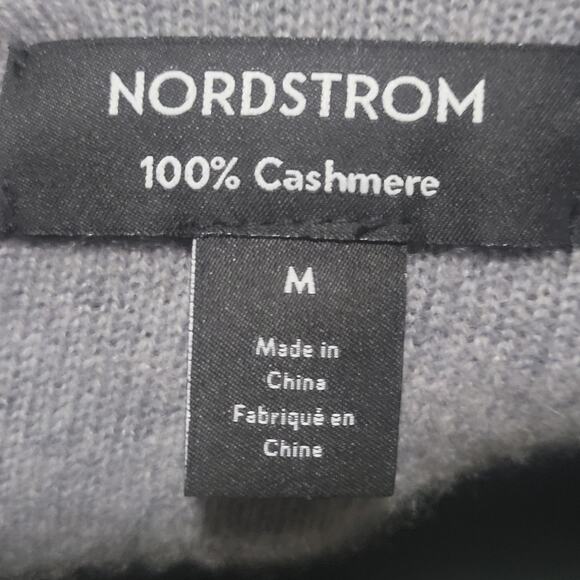 NORDSTROM
100% Cashmere
M
Made in
China
Fabriqué en
Chine